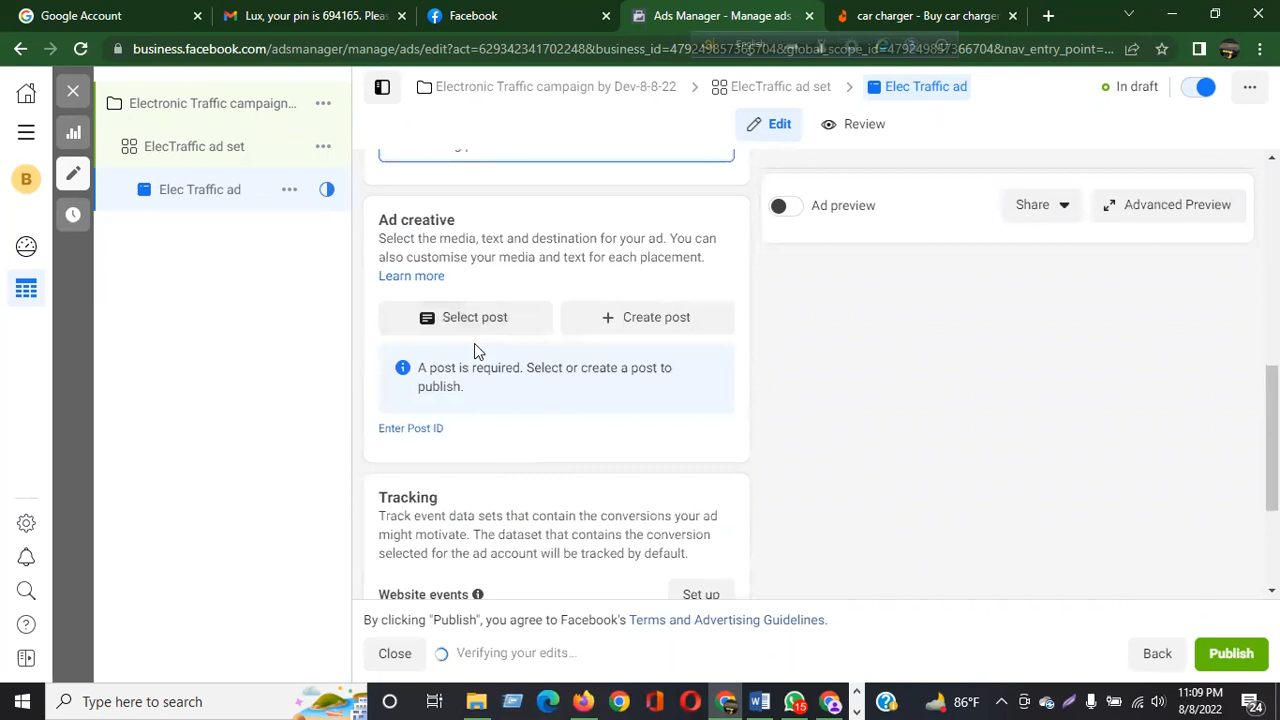 Google Account
Lux, your pin is 694165. Plea
Facebook
Ads Manager - Manage ads
car charger - Buy car charger
business.facebook.com/adsmanager/manage/ads/edit?act=629342341702248&business_id=479249857366704&global_scope_id=479249857366704&nav_entry_point=...
English
Electronic Traffic campaign...
ElecTraffic ad set
Elec Traffic ad
B
Electronic Traffic campaign by Dev-8-8-22
ElecTraffic ad set
Elec Traffic ad
In draft
Edit
Review
Ad creative
Select the media, text and destination for your ad. You can
also customise your media and text for each placement.
Learn more
Select post
Create post
A post is required. Select or create a post to
publish.
Enter Post ID
Tracking
Track event data sets that contain the conversions your ad
might motivate. The dataset that contains the conversion
selected for the ad account will be tracked by default.
Website events
Set up
Ad preview
Share
Advanced Preview
By clicking "Publish", you agree to Facebook's Terms and Advertising Guidelines.
Close
Verifying your edits...
Back
Publish
Type here to search
15
86°F
11:09 PM
8/8/2022
24